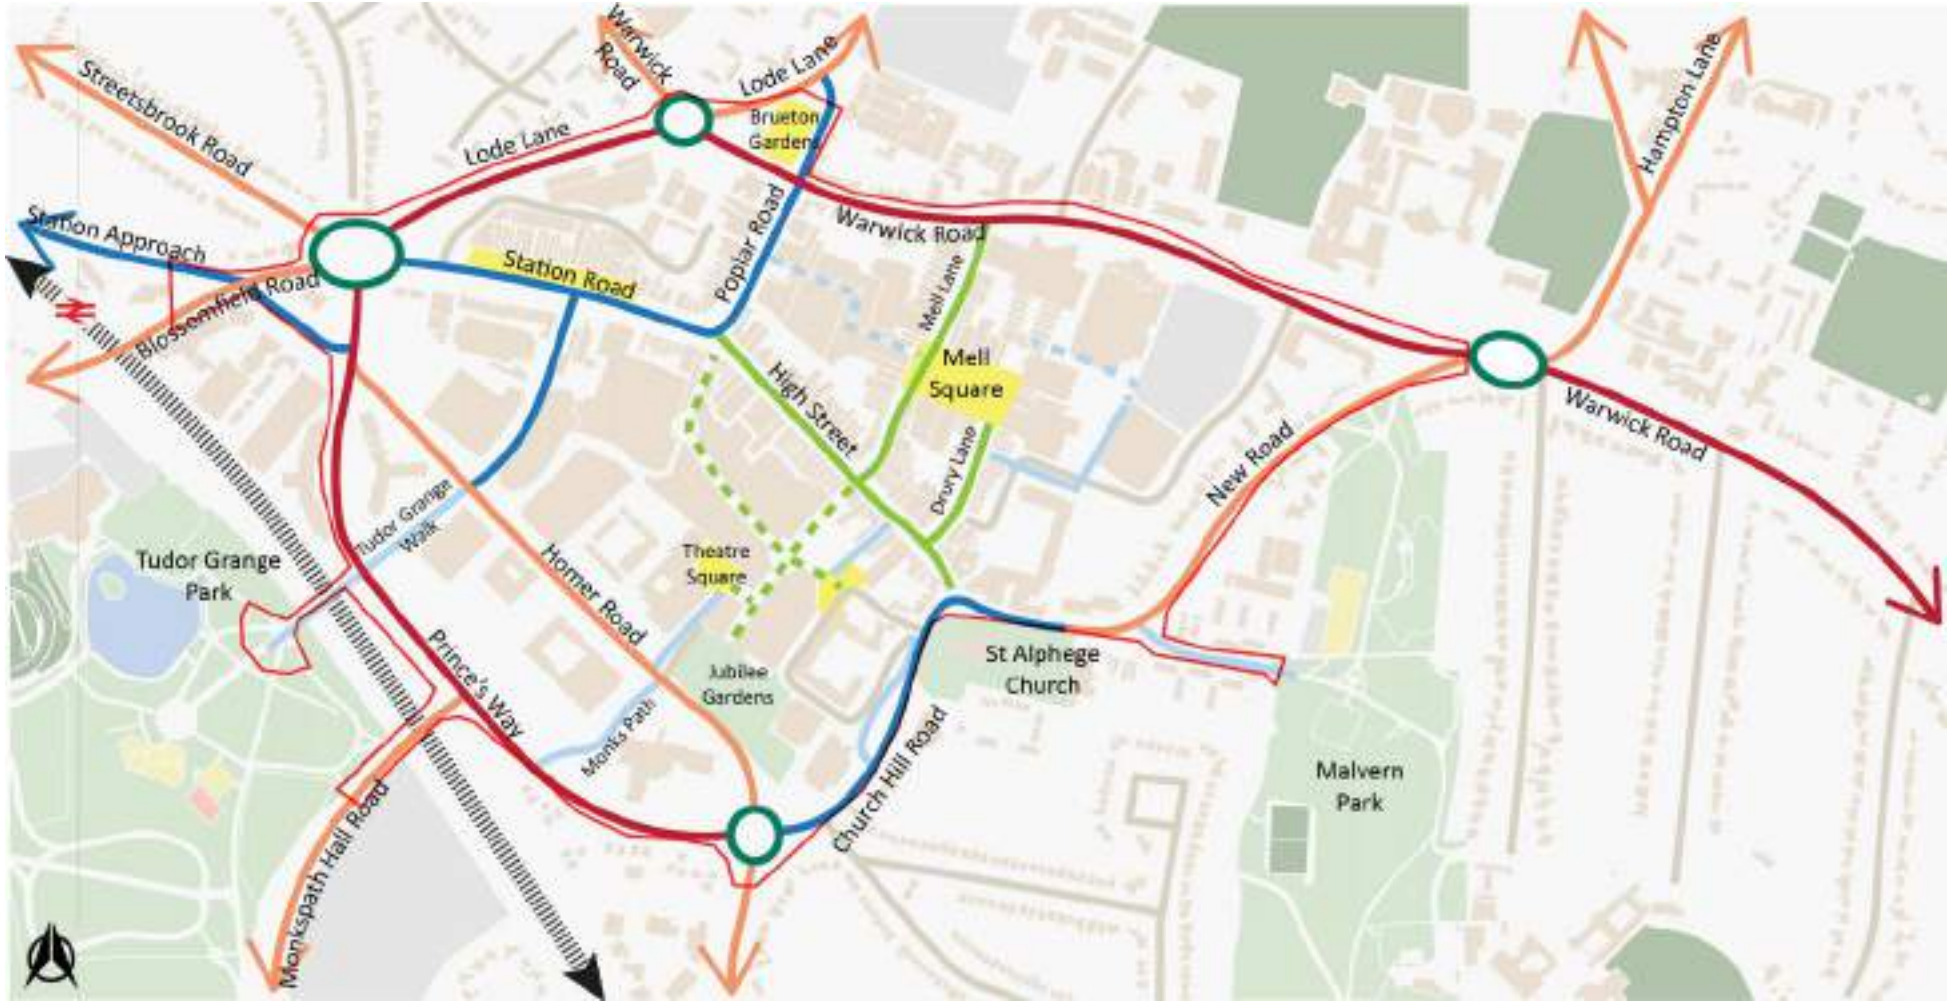 Warwick
Road
Lode Lane
Hampton Lane
Streetsbrook Road
Lode Lane
Brueton
Gardens
Station Approach
Station Road
Poplar Road
Warwick Road
Blossomfield Road
Mell Lane
Mell
Square
High Street
Warwick Road
Drury Lane
New Road
Tudor Grange
Walk
Tudor Grange
Park
Theatre
Square
Homer Road
Prince's Way
Jubilee
Gardens
St Alphege
Church
Monks Path
Church Hill Road
Malvern
Park
Monkspath Hall Road